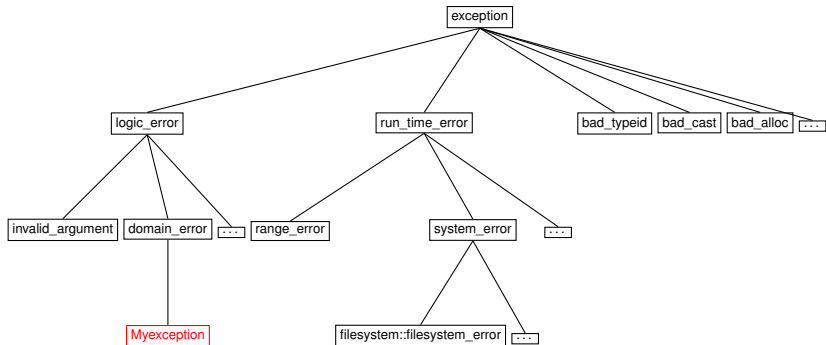 exception
logic_error
run_time_error
bad_typeid
bad_cast
bad_alloc
...
invalid_argument
domain_error
...
range_error
system_error
...
Myexception
filesystem::filesystem_error
...